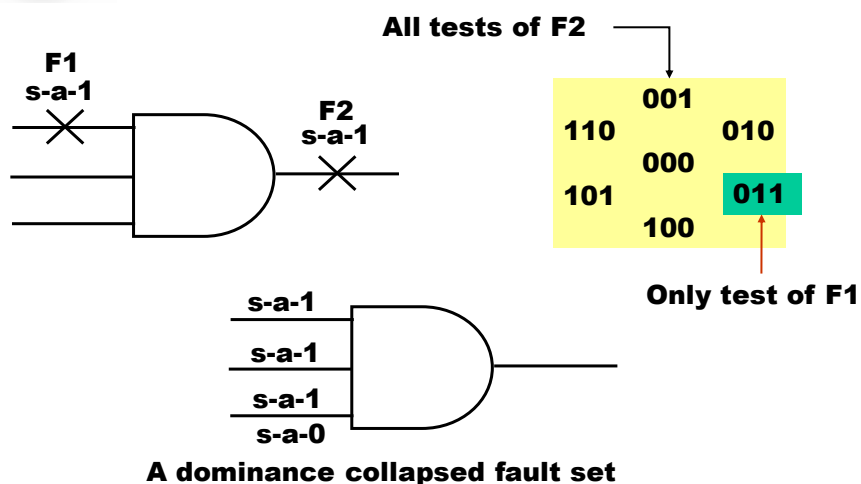 All tests of F2
F1
s-a-1
F2
s-a-1
001
110
010
000
101
011
100
Only test of F1
s-a-1
s-a-1
s-a-1
s-a-0
A dominance collapsed fault set